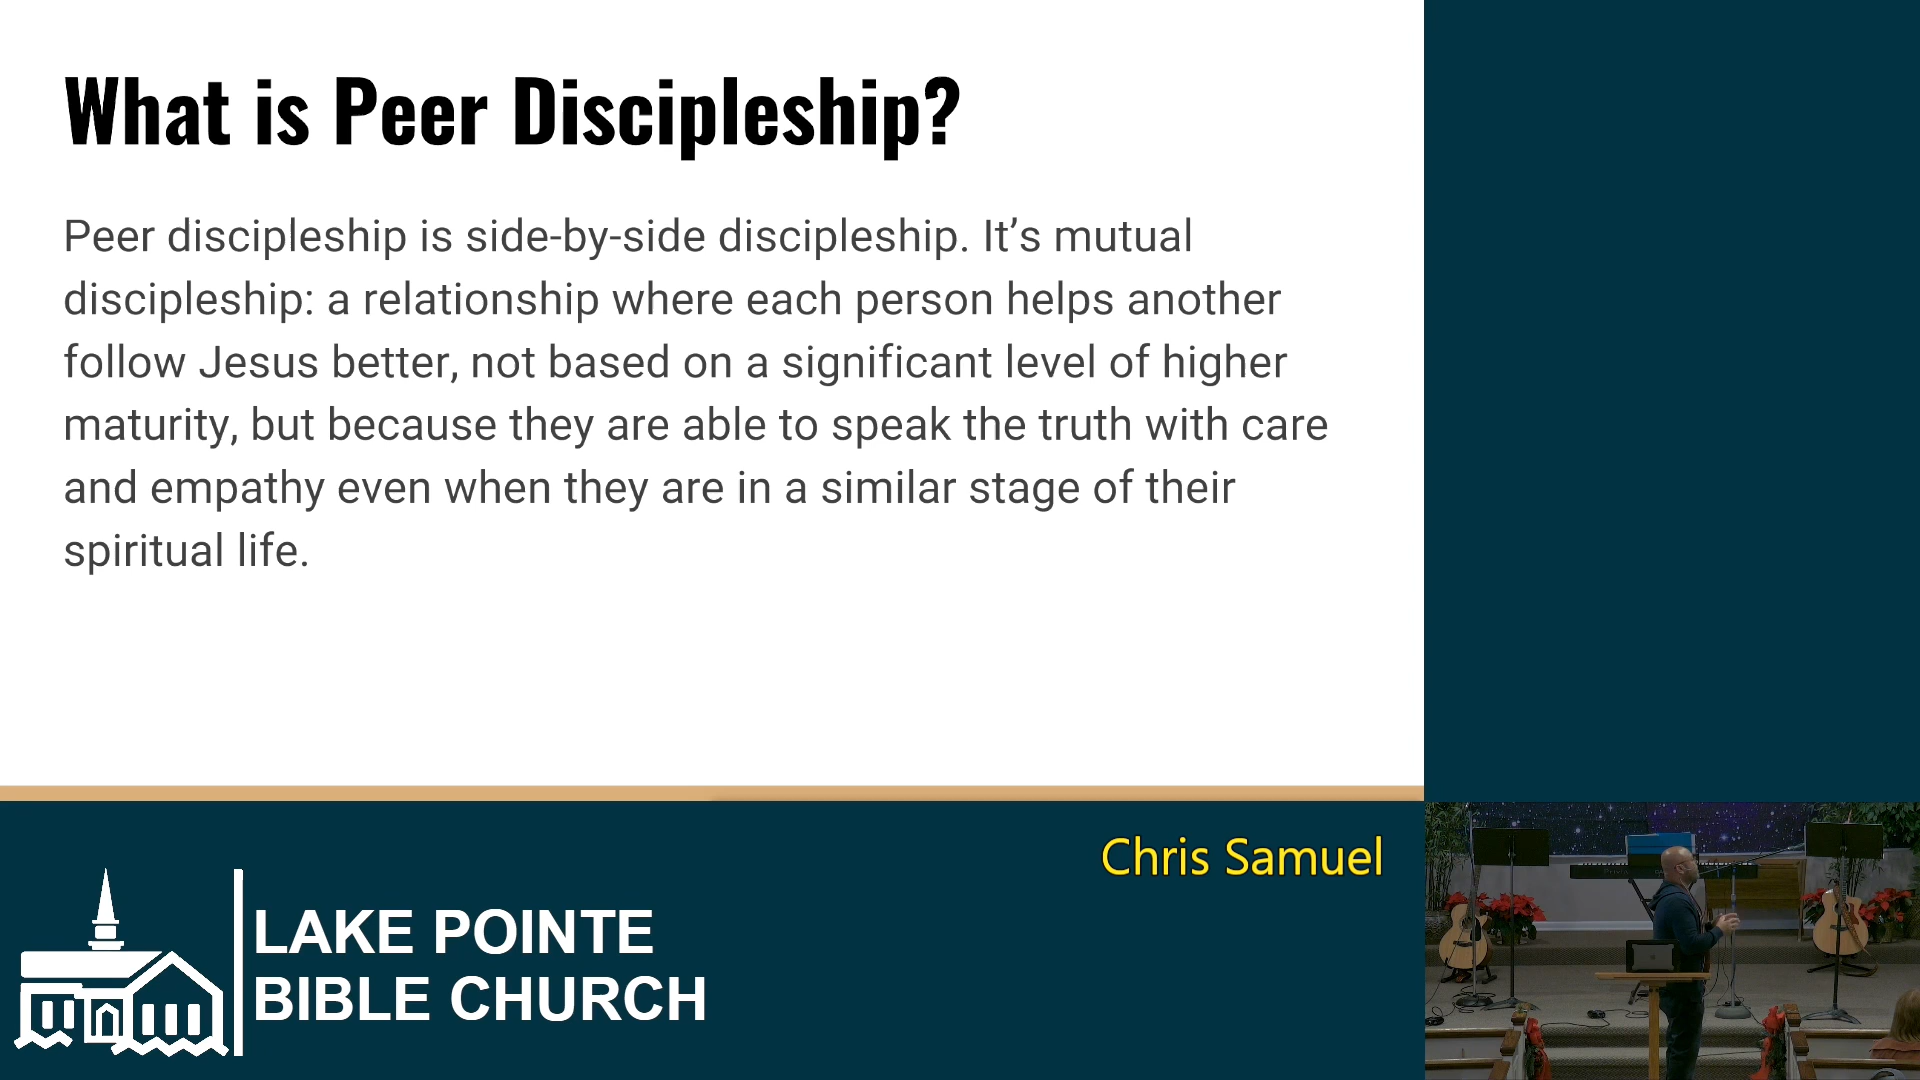 What is Peer Discipleship?
Peer discipleship is side-by-side discipleship. It’s mutual
discipleship: a relationship where each person helps another
follow Jesus better, not based on a significant level of higher
maturity, but because they are able to speak the truth with care
and empathy even when they are in a similar stage of their
spiritual life.
Chris Samuel
LAKE POINTE
BIBLE CHURCH